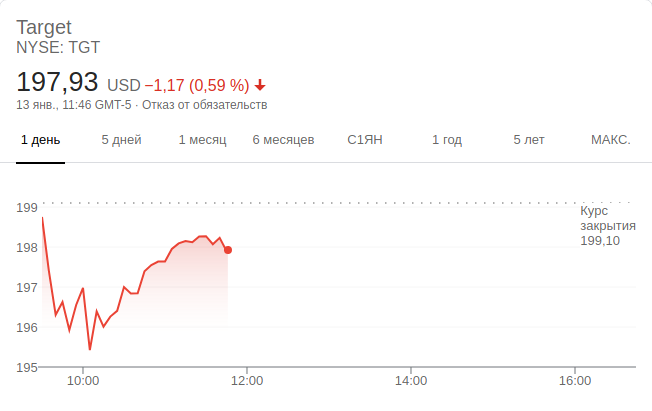 Target
NYSE: TGT
197,93 USD −1,17 (0,59 %)
13 янв., 11:46 GMT-5 · Отказ от обязательств
1 день 5 дней 1 месяц 6 месяцев С1ЯН 1 год 5 лет МАКС.
199
Курс
закрытия
199,10
198
197
196
195
10:00 12:00 14:00 16:00